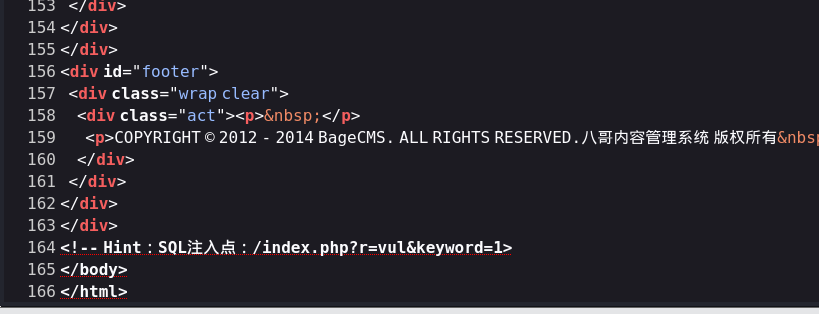 153 </div>
154 </div>
155 </div>
156 <div id="footer">
157 <div class="wrap clear">
158 <div class="act"><p>&nbsp;</p>
159 <p>COPYRIGHT © 2012 - 2014 BageCMS. ALL RIGHTS RESERVED.八哥内容管理系统 版权所有&nbsp
160 </div>
161 </div>
162 </div>
163 </div>
164 <!-- Hint：SQL注入点：/index.php?r=vul&keyword=1>
165 </body>
166 </html>